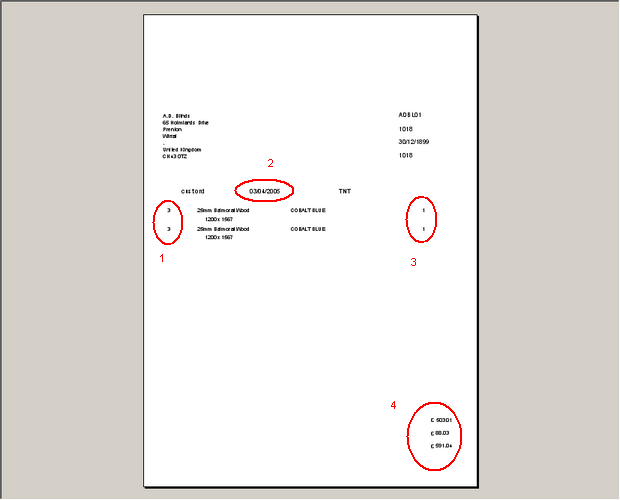 A.D. Blinds
65 Holmlands Drive
Prenton
Wirral
.
United Kingdom
CH43 0TZ
ADBL01
1018
30/12/1899
1018
2
custord 03/04/2005 TNT
3 25mm Balmoral Wood COBALT BLUE 1
1200 x 1567
3 25mm Balmoral Wood COBALT BLUE 1
1200 x 1567
1
3
4
£ 503.01
£ 88.03
£ 591.04